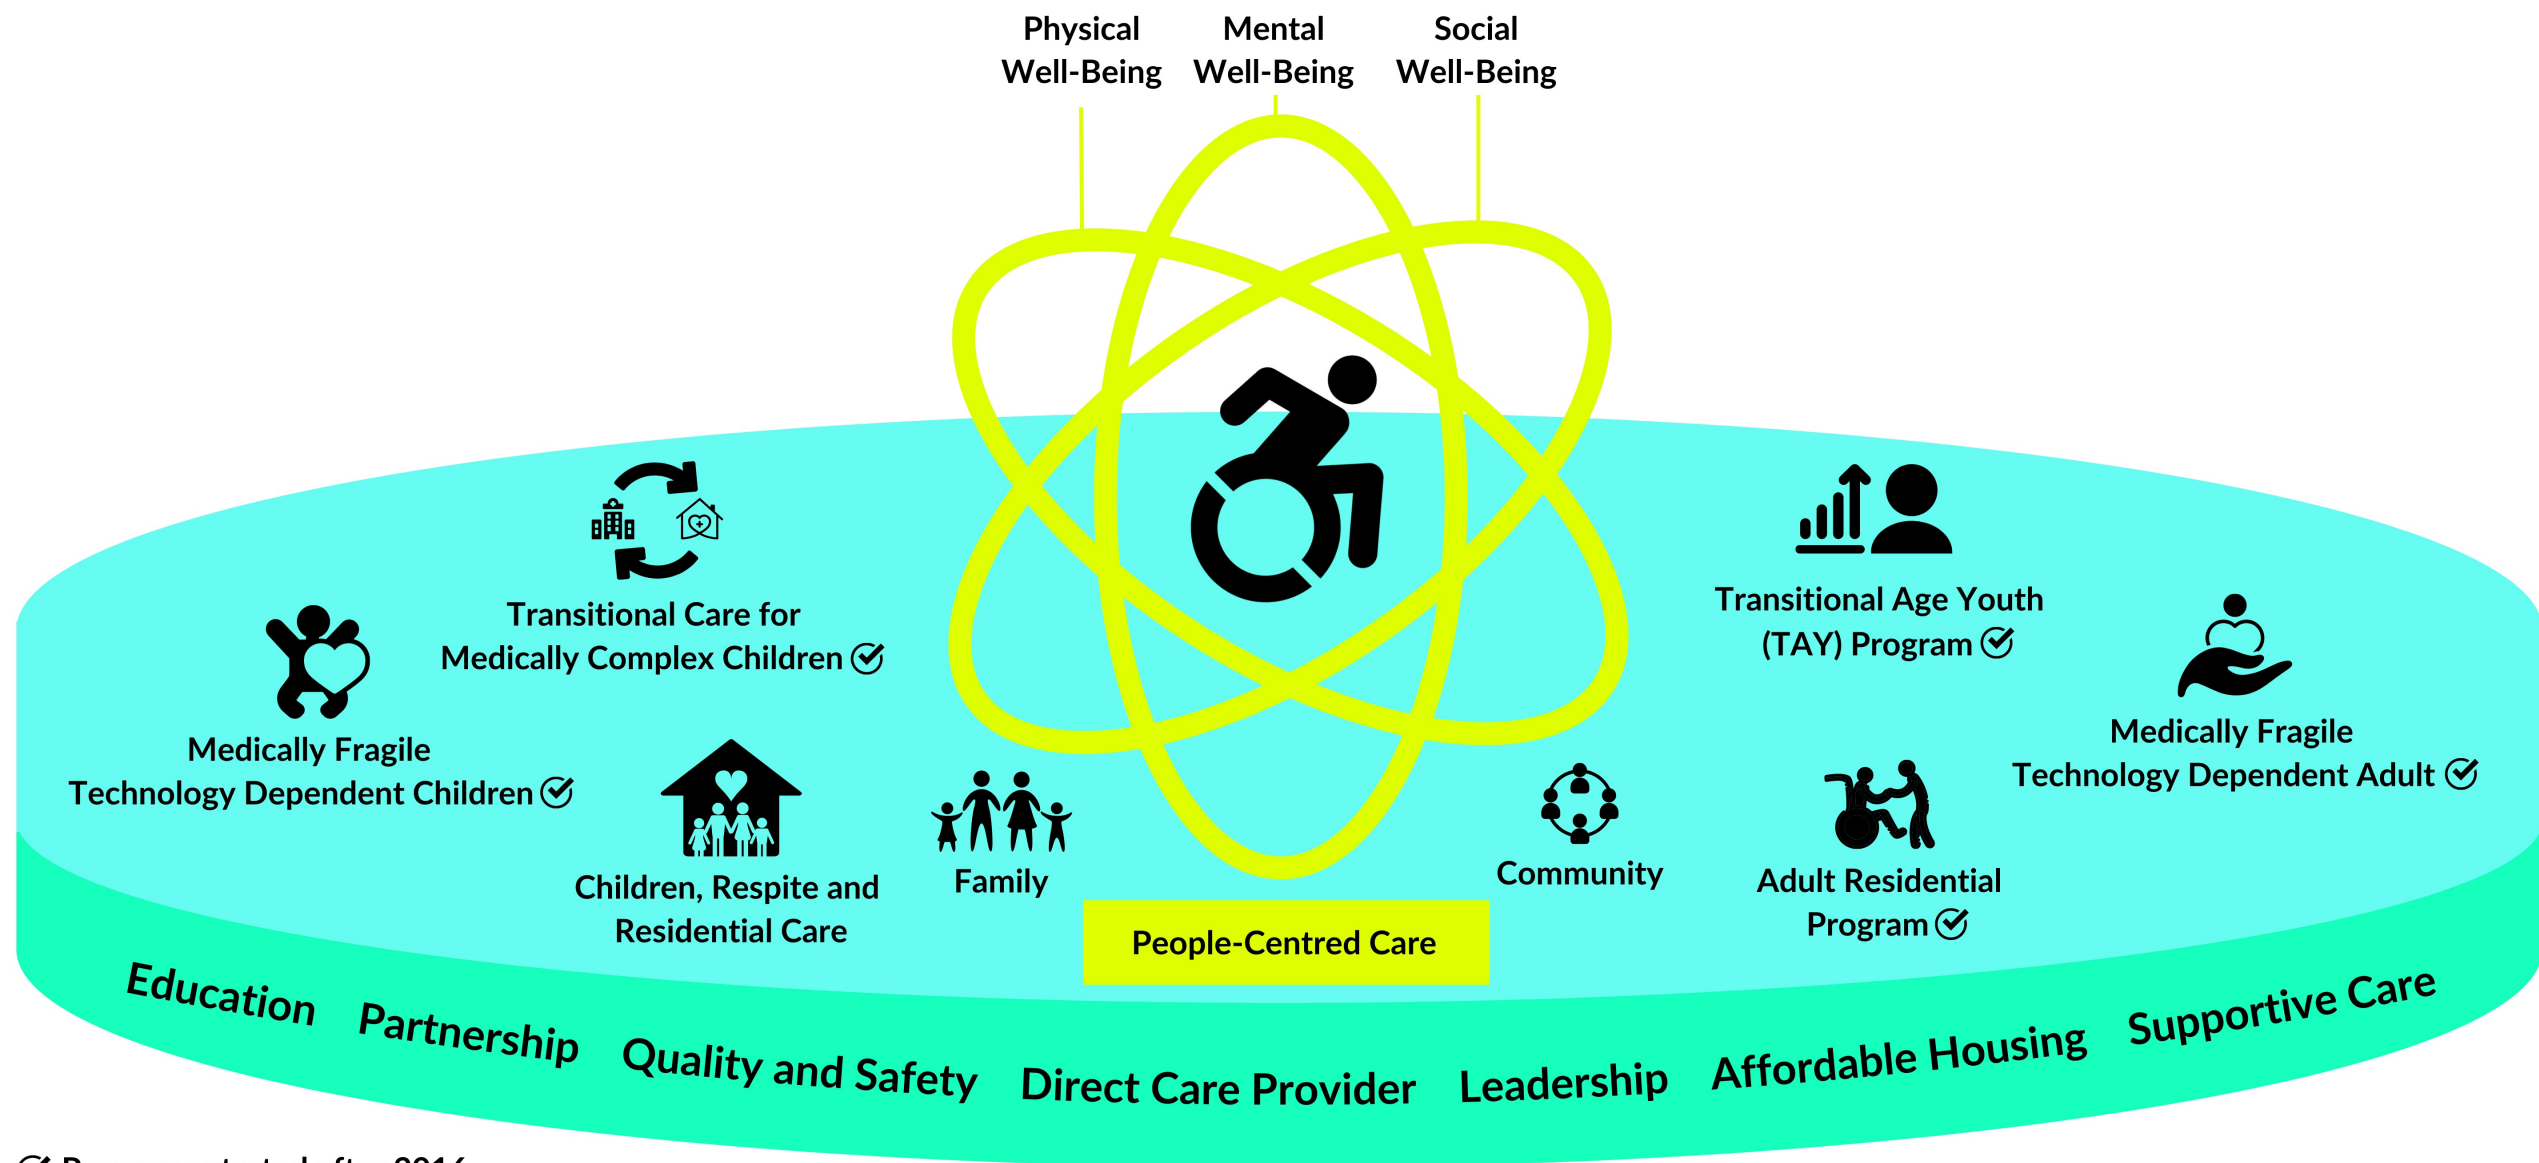 Physical
Well-Being
Mental
Well-Being
Social
Well-Being
Transitional Care for
Medically Complex Children
Transitional Age Youth
(TAY) Program
Medically Fragile
Technology Dependent Children
Medically Fragile
Technology Dependent Adult
Children, Respite and
Residential Care
Family
Community
Adult Residential
Program
People-Centred Care
Education
Partnership
Quality and Safety
Direct Care Provider
Leadership
Affordable Housing
Supportive Care